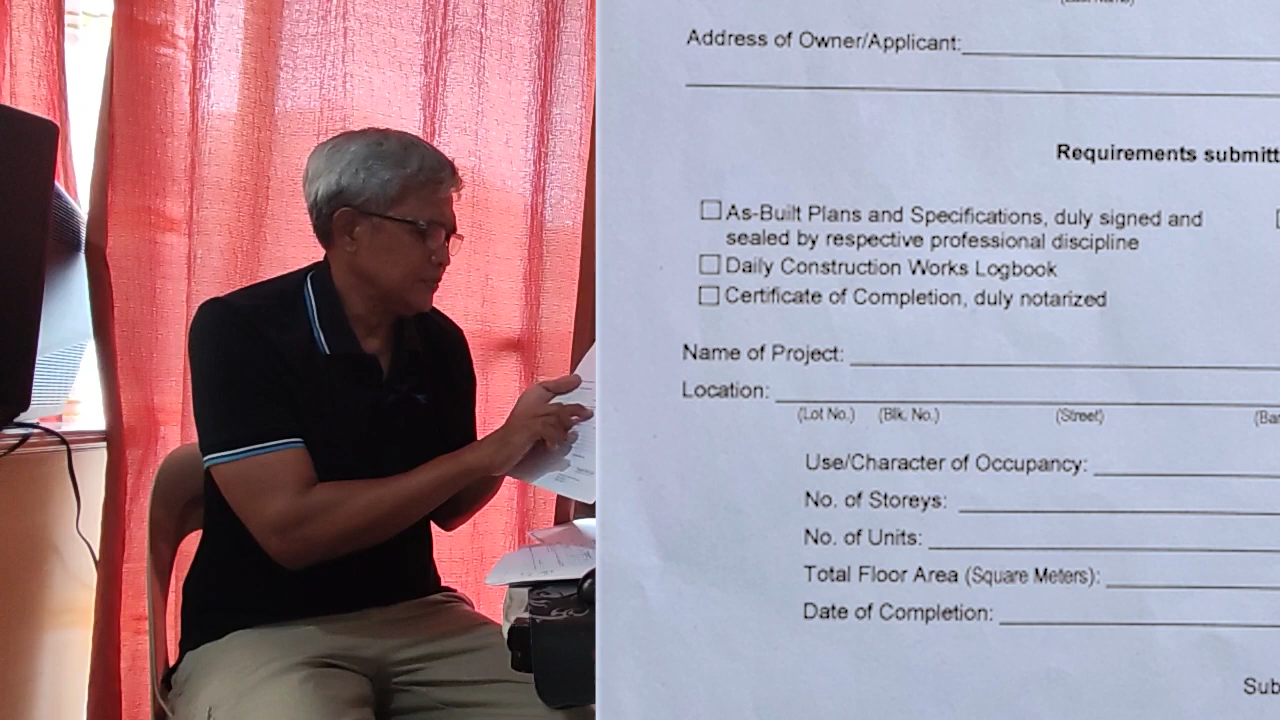 Address of Owner/Applicant:
Requirements submitt
As-Built Plans and Specifications, duly signed and
sealed by respective professional discipline
Daily Construction Works Logbook
Certificate of Completion, duly notarized
Name of Project:
Location:
(Lot No.) (Blk. No.) (Street) (Ba
Use/Character of Occupancy:
No. of Storeys:
No. of Units:
Total Floor Area (Square Meters):
Date of Completion:
Sub